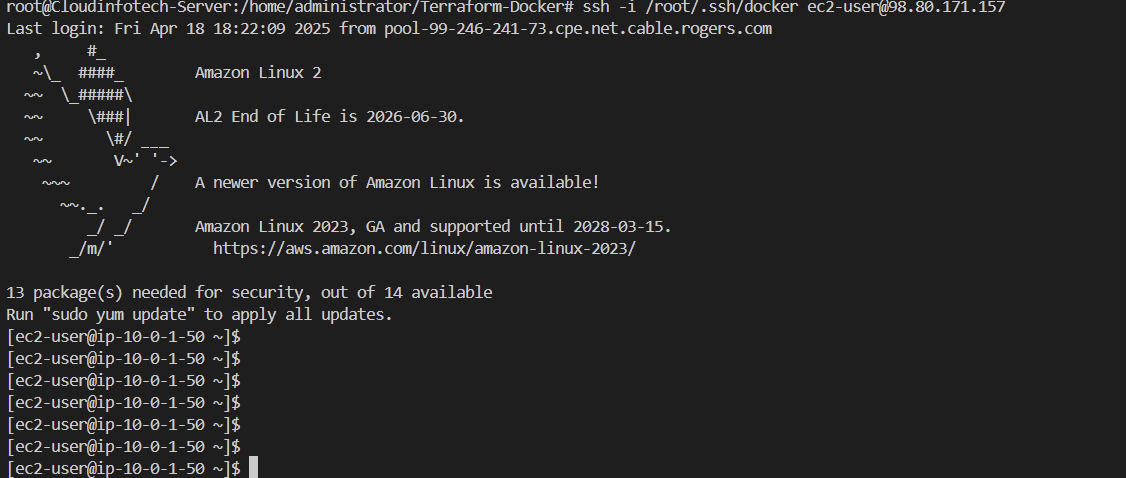 root@Cloudinfotech-Server:/home/administrator/Terraform-Docker# ssh -i /root/.ssh/docker ec2-user@98.80.171.157
Last login: Fri Apr 18 18:22:09 2025 from pool-99-246-241-73.cpe.net.cable.rogers.com
   ,     #_
   ~\_  ####_        Amazon Linux 2
  ~~  \_#####\
  ~~     \###|       AL2 End of Life is 2026-06-30.
  ~~       \#/ ___
   ~~       V~' '->
    ~~~         /    A newer version of Amazon Linux is available!
      ~~._.   _/
         _/ _/       Amazon Linux 2023, GA and supported until 2028-03-15.
       _/m/'           https://aws.amazon.com/linux/amazon-linux-2023/

13 package(s) needed for security, out of 14 available
Run "sudo yum update" to apply all updates.
[ec2-user@ip-10-0-1-50 ~]$
[ec2-user@ip-10-0-1-50 ~]$
[ec2-user@ip-10-0-1-50 ~]$
[ec2-user@ip-10-0-1-50 ~]$
[ec2-user@ip-10-0-1-50 ~]$
[ec2-user@ip-10-0-1-50 ~]$
[ec2-user@ip-10-0-1-50 ~]$